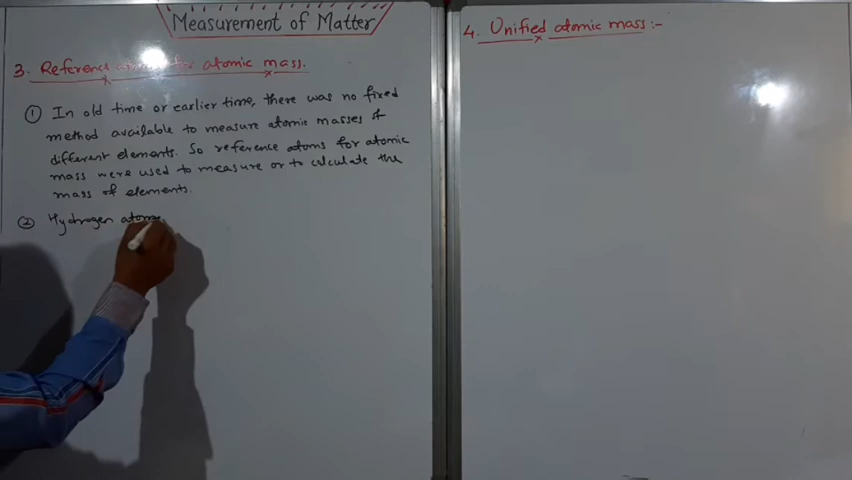 Measurement of Matter
3. Reference atoms for atomic mass.
① In old time or earlier time, there was no fixed
method available to measure atomic masses of
different elements. So reference atoms for atomic
mass were used to measure or to calculate the
mass of elements.
② Hydrogen atoms
4. Unified atomic mass :-